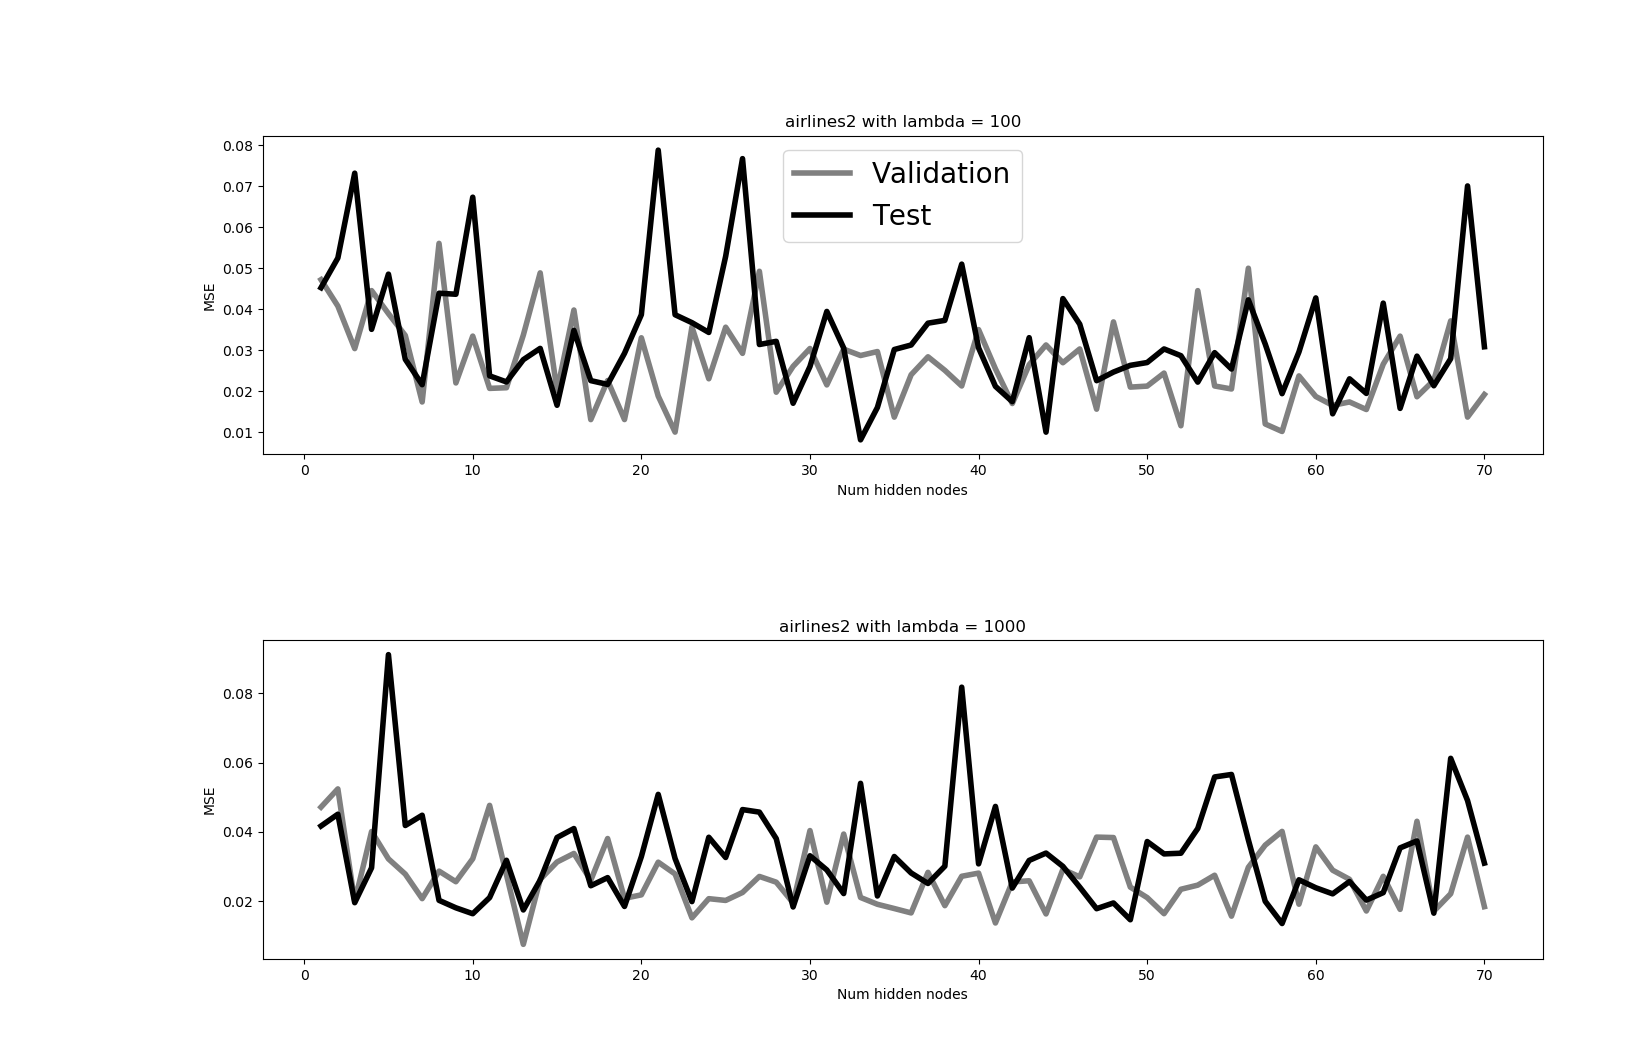 airlines2 with lambda = 100
0.08
0.07
0.06
0.05
0.04
0.03
0.02
0.01
MSE
Validation
Test
0 10 20 30 40 50 60 70
Num hidden nodes
airlines2 with lambda = 1000
0.08
0.06
0.04
0.02
MSE
0 10 20 30 40 50 60 70
Num hidden nodes